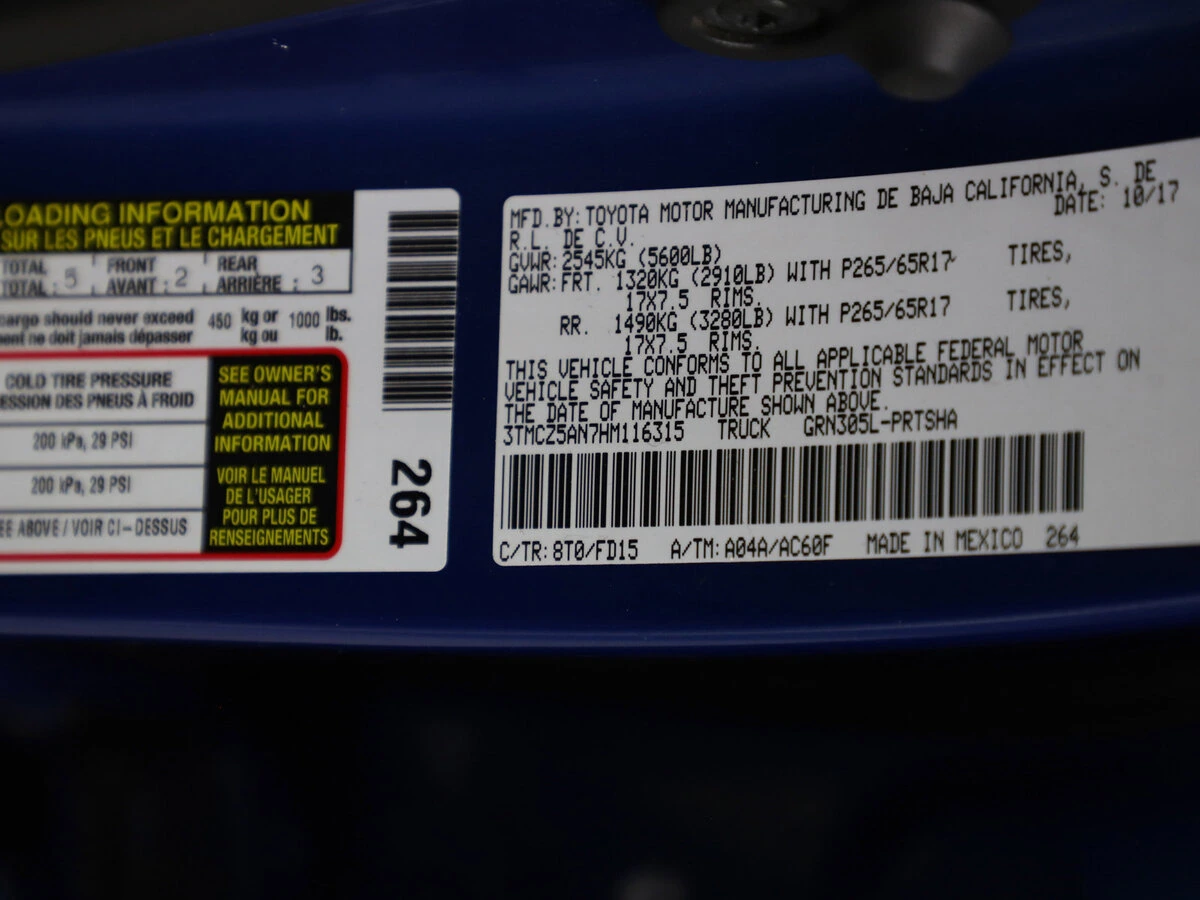 LOADING INFORMATION
SUR LES PNEUS ET LE CHARGEMENT
TOTAL FRONT REAR
TOTAL: 5 AVANT: 2 ARRIÈRE: 3
cargo should never exceed 450 kg or 1000 lbs.
ne doit jamais dépasser kg ou lb.
COLD TIRE PRESSURE
DES PNEUS À FROID
200 kPa, 29 PSI
200 kPa, 29 PSI
ABOVE / VOIR CI-DESSUS
SEE OWNER'S
MANUAL FOR
ADDITIONAL
INFORMATION
VOIR LE MANUEL
DE L'USAGER
POUR PLUS DE
RENSEIGNEMENTS
264
MFD.BY: TOYOTA MOTOR MANUFACTURING DE BAJA CALIFORNIA, S. DE
R.L. DE C.V. DATE: 10/17
GVWR: 2545KG (5600LB)
GAWR: FRT. 1320KG (2910LB) WITH P265/65R17 TIRES,
17X7.5 RIMS.
RR. 1490KG (3280LB) WITH P265/65R17 TIRES,
17X7.5 RIMS.
THIS VEHICLE CONFORMS TO ALL APPLICABLE FEDERAL MOTOR
VEHICLE SAFETY AND THEFT PREVENTION STANDARDS IN EFFECT ON
THE DATE OF MANUFACTURE SHOWN ABOVE.
3TMCZ5AN7HM116315 TRUCK GRN305L-PRTSHA
C/TR: 8T0/FD15 A/TM: A04A/AC60F MADE IN MEXICO 264